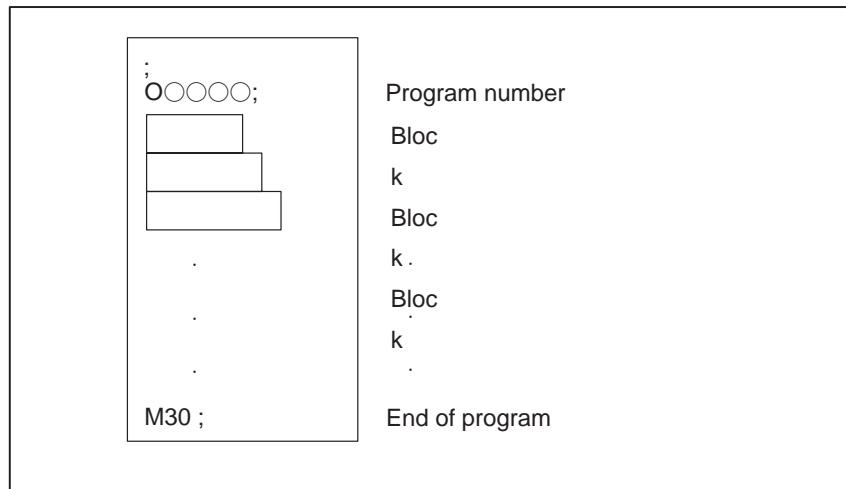 ;
O○○○○; Program number
Bloc
k
Bloc
k .
Bloc
k
M30 ; End of program